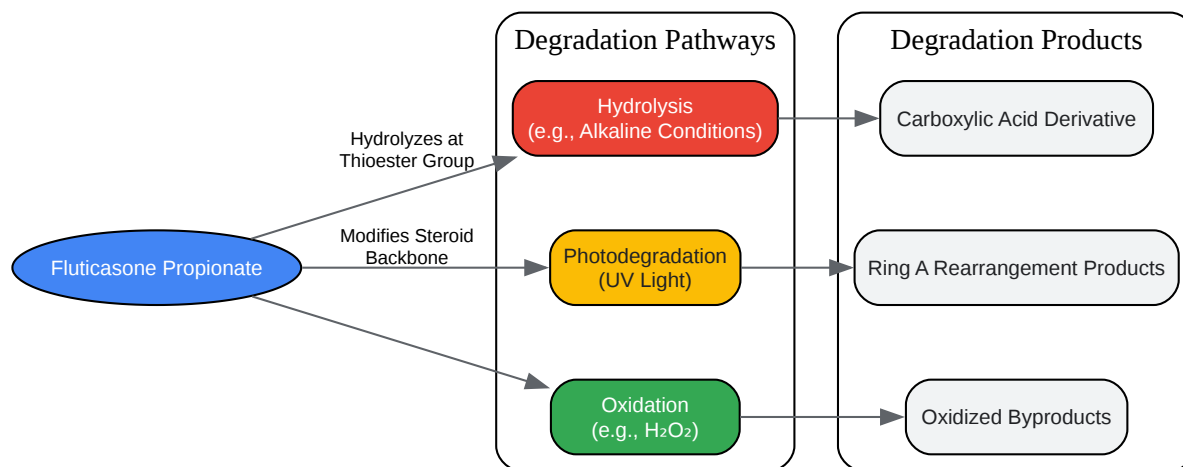 Degradation Pathways
Degradation Products
Hydrolysis
(e.g., Alkaline Conditions)
Carboxylic Acid Derivative
Hydrolyzes at
Thioester Group
Modifies Steroid
Backbone
Fluticasone Propionate
Photodegradation
(UV Light)
Ring A Rearrangement Products
Oxidation
(e.g., H₂O₂)
Oxidized Byproducts